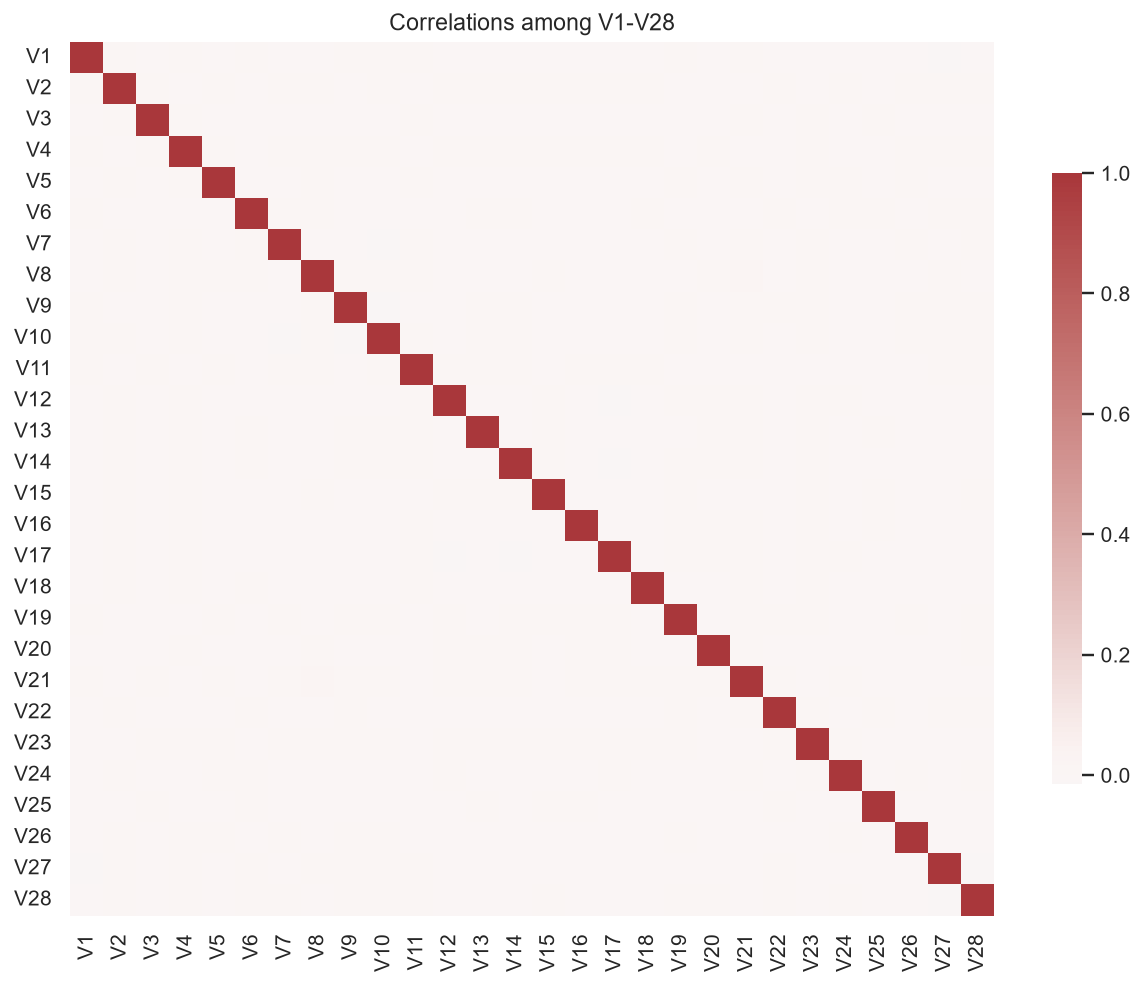 Correlations among V1-V28
V1
V2
V3
V4
V5
V6
V7
V8
V9
V10
V11
V12
V13
V14
V15
V16
V17
V18
V19
V20
V21
V22
V23
V24
V25
V26
V27
V28
V1 V2 V3 V4 V5 V6 V7 V8 V9 V10 V11 V12 V13 V14 V15 V16 V17 V18 V19 V20 V21 V22 V23 V24 V25 V26 V27 V28
1.0
0.8
0.6
0.4
0.2
0.0